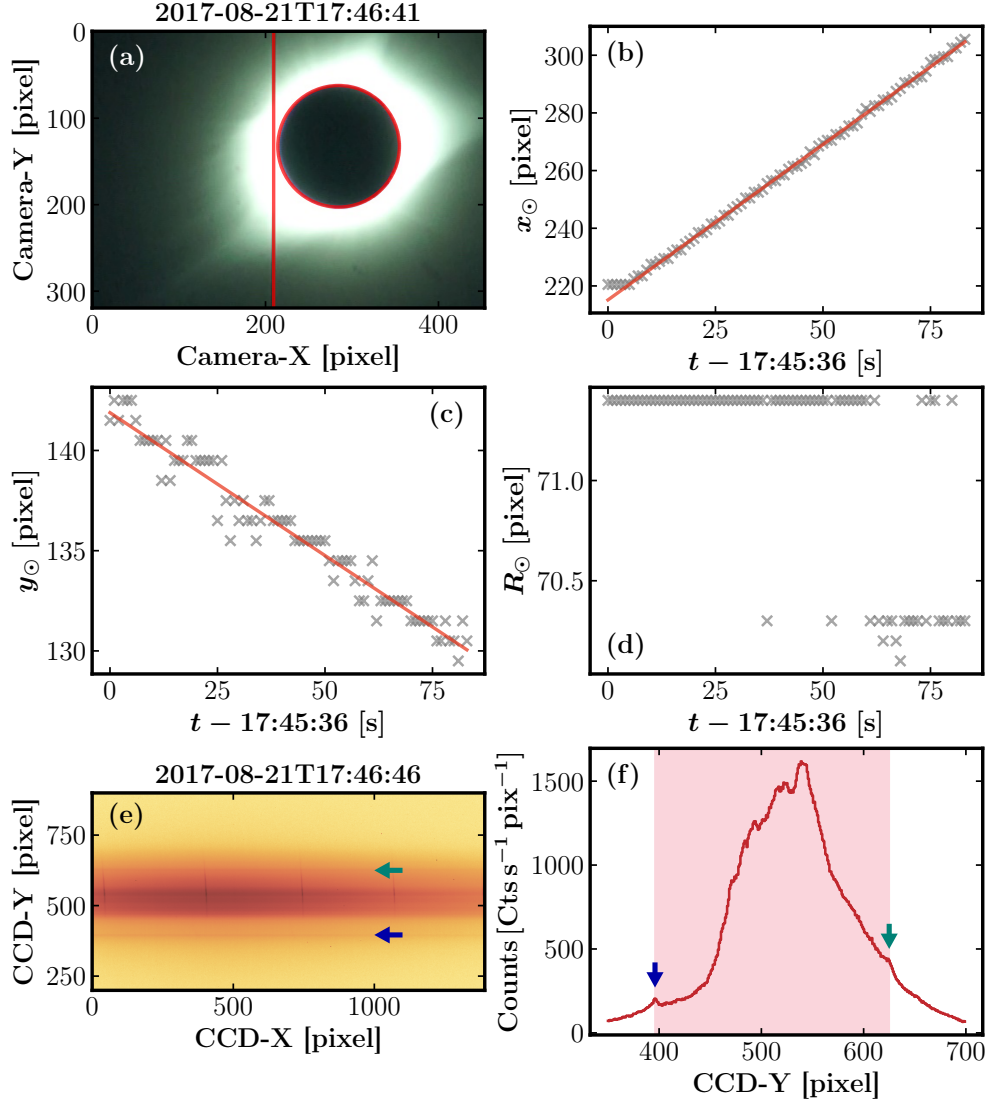 2017-08-21T17:46:41
(a)
0
100
200
300
Camera-Y [pixel]
0
200
400
Camera-X [pixel]
(b)
300
280
260
240
220
x⊙ [pixel]
0
25
50
75
t − 17:45:36 [s]
(c)
140
135
130
y⊙ [pixel]
0
25
50
75
t − 17:45:36 [s]
(d)
71.0
70.5
R⊙ [pixel]
0
25
50
75
t − 17:45:36 [s]
2017-08-21T17:46:46
(e)
750
500
250
CCD-Y [pixel]
0
500
1000
CCD-X [pixel]
(f)
1500
1000
500
0
Counts [Cts s⁻¹ pix⁻¹]
400
500
600
700
CCD-Y [pixel]